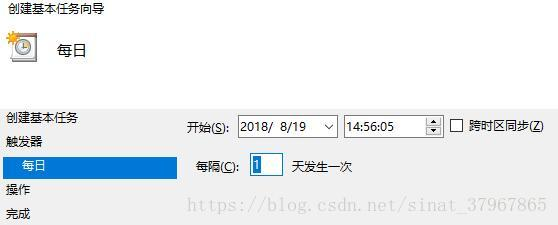 创建基本任务向导
每日
创建基本任务
触发器
每日
操作
完成
开始(S): 2018/ 8/19 14:56:05 跨时区同步(Z)
每隔(C): 1 天发生一次
https://blog.csdn.net/sinat_37967865